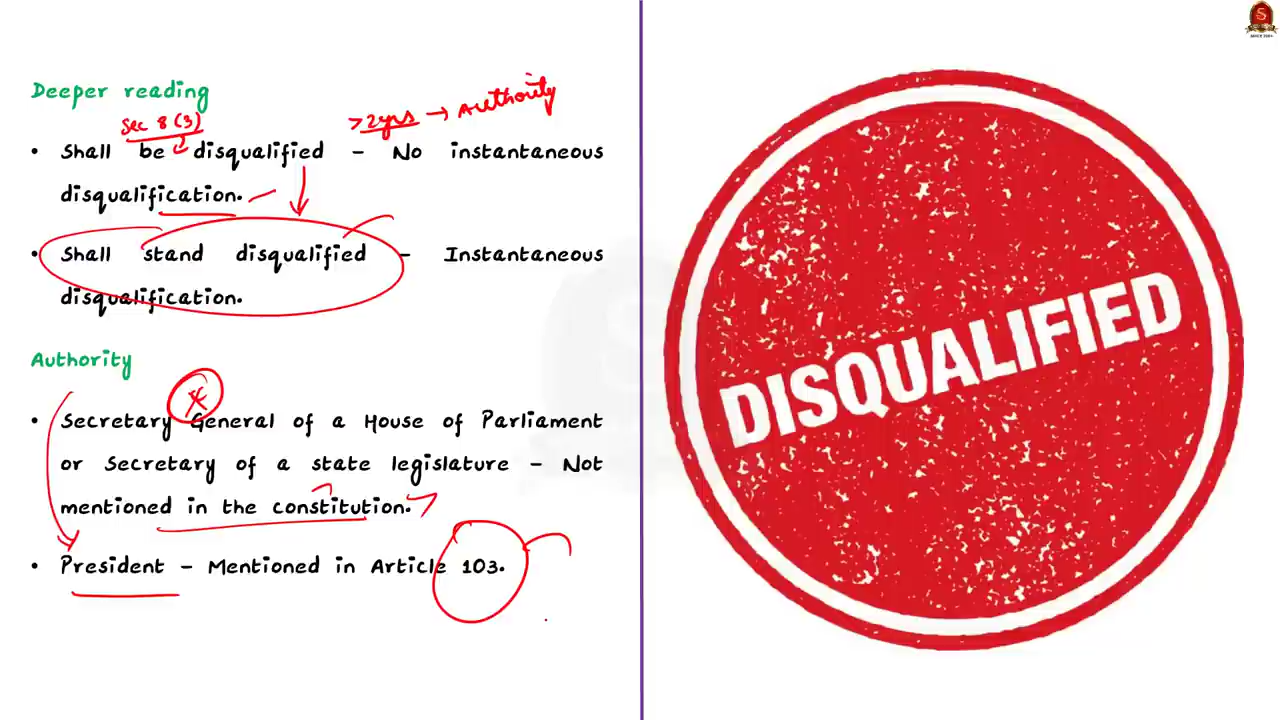 Deeper reading
Sec 8 (3)
>2yrs → Authority
• Shall be disqualified - No instantaneous
disqualification.
• Shall stand disqualified - Instantaneous
disqualification.
Authority
• Secretary General of a House of Parliament
or Secretary of a state legislature - Not
mentioned in the constitution.
• President - Mentioned in Article 103.
DISQUALIFIED